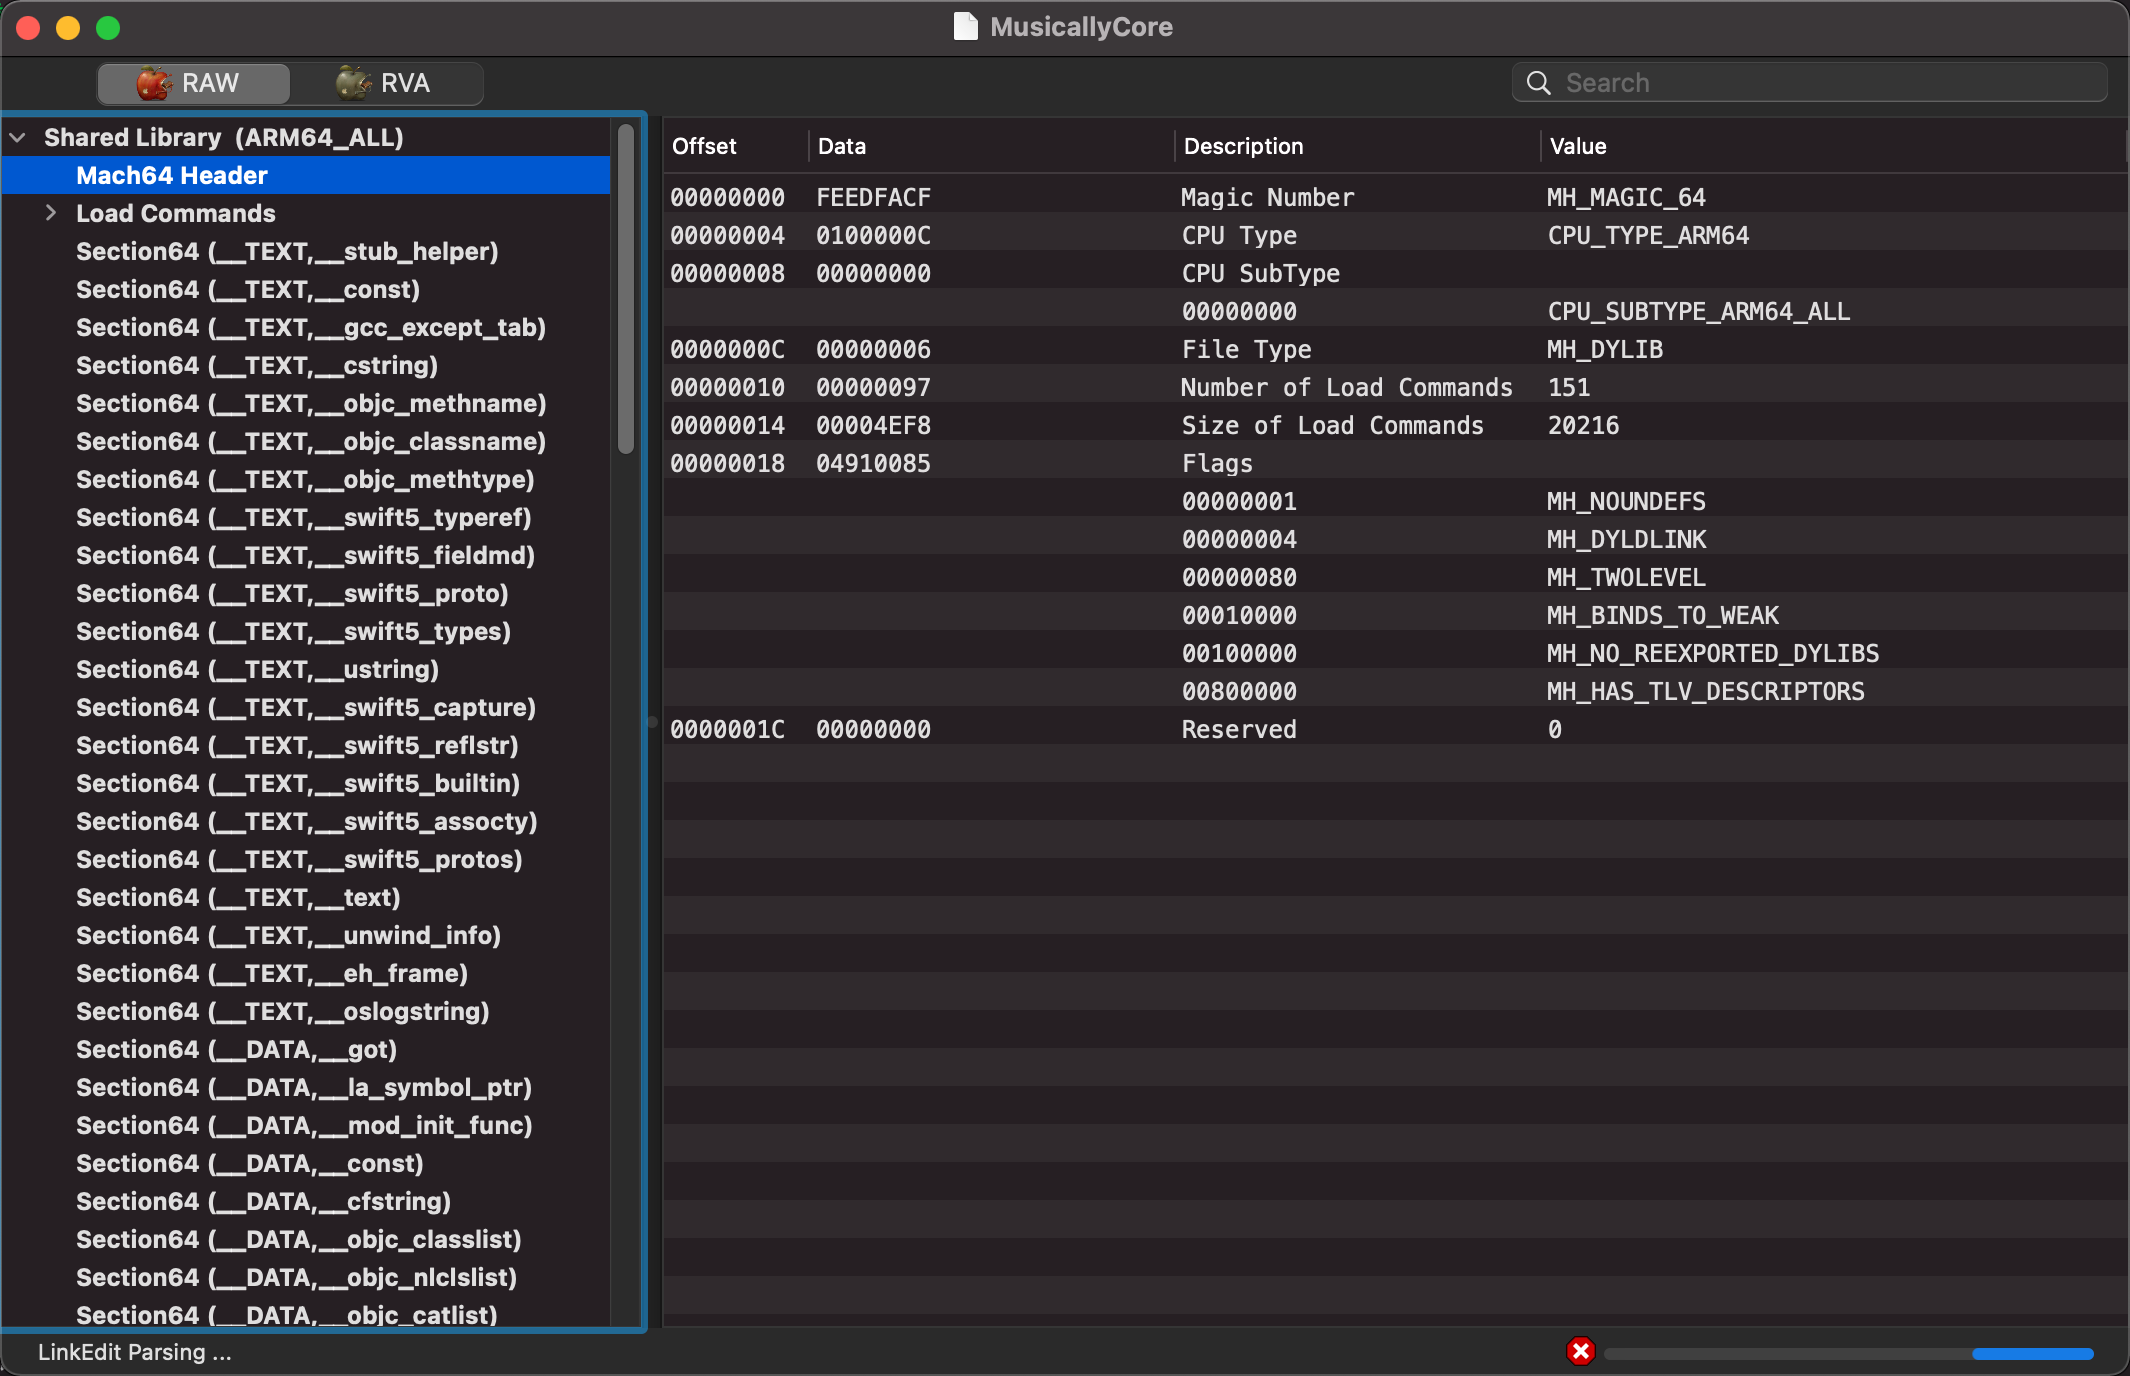 MusicallyCore
RAW RVA Search
Shared Library (ARM64_ALL)
Mach64 Header
Load Commands
Section64 (__TEXT,__stub_helper)
Section64 (__TEXT,__const)
Section64 (__TEXT,__gcc_except_tab)
Section64 (__TEXT,__cstring)
Section64 (__TEXT,__objc_methname)
Section64 (__TEXT,__objc_classname)
Section64 (__TEXT,__objc_methtype)
Section64 (__TEXT,__swift5_typeref)
Section64 (__TEXT,__swift5_fieldmd)
Section64 (__TEXT,__swift5_proto)
Section64 (__TEXT,__swift5_types)
Section64 (__TEXT,__ustring)
Section64 (__TEXT,__swift5_capture)
Section64 (__TEXT,__swift5_reflstr)
Section64 (__TEXT,__swift5_builtin)
Section64 (__TEXT,__swift5_assocty)
Section64 (__TEXT,__swift5_protos)
Section64 (__TEXT,__text)
Section64 (__TEXT,__unwind_info)
Section64 (__TEXT,__eh_frame)
Section64 (__TEXT,__oslogstring)
Section64 (__DATA,__got)
Section64 (__DATA,__la_symbol_ptr)
Section64 (__DATA,__mod_init_func)
Section64 (__DATA,__const)
Section64 (__DATA,__cfstring)
Section64 (__DATA,__objc_classlist)
Section64 (__DATA,__objc_nlclslist)
Section64 (__DATA,__objc_catlist)
Offset Data Description Value
00000000 FEEDFACF Magic Number MH_MAGIC_64
00000004 0100000C CPU Type CPU_TYPE_ARM64
00000008 00000000 CPU SubType
00000000 CPU_SUBTYPE_ARM64_ALL
0000000C 00000006 File Type MH_DYLIB
00000010 00000097 Number of Load Commands 151
00000014 00004EF8 Size of Load Commands 20216
00000018 04910085 Flags
00000001 MH_NOUNDEFS
00000004 MH_DYLDLINK
00000080 MH_TWOLEVEL
00010000 MH_BINDS_TO_WEAK
00100000 MH_NO_REEXPORTED_DYLIBS
00800000 MH_HAS_TLV_DESCRIPTORS
0000001C 00000000 Reserved 0
LinkEdit Parsing ...